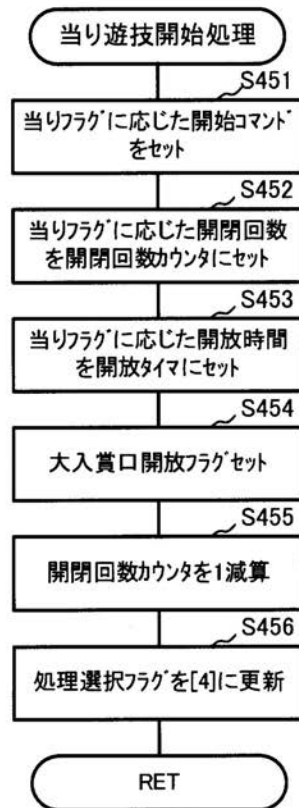 当り遊技開始処理
S451
当りフラグに応じた開始コマンド
をセット
S452
当りフラグに応じた開閉回数
を開閉回数カウンタにセット
S453
当りフラグに応じた開放時間
を開放タイマにセット
S454
大入賞口開放フラグセット
S455
開閉回数カウンタを1減算
S456
処理選択フラグを[4]に更新
RET